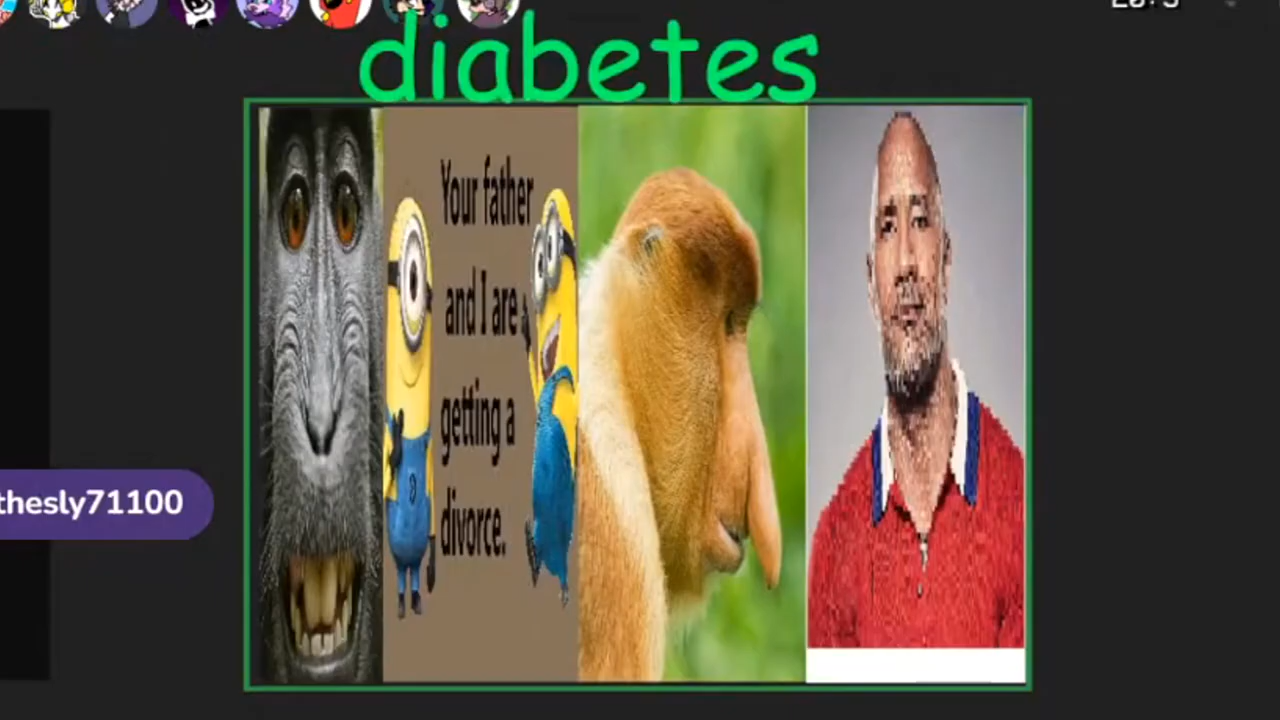 diabetes
Your father
and I are
getting a
divorce.
thesly71100